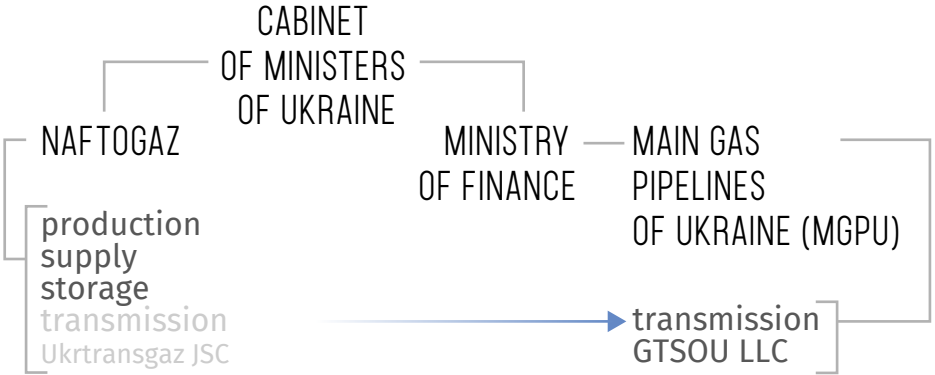 CABINET
OF MINISTERS
OF UKRAINE
NAFTOGAZ
production
supply
storage
transmission
Ukrtransgaz JSC
MINISTRY
OF FINANCE
MAIN GAS
PIPELINES
OF UKRAINE (MGPU)
transmission
GTSOU LLC